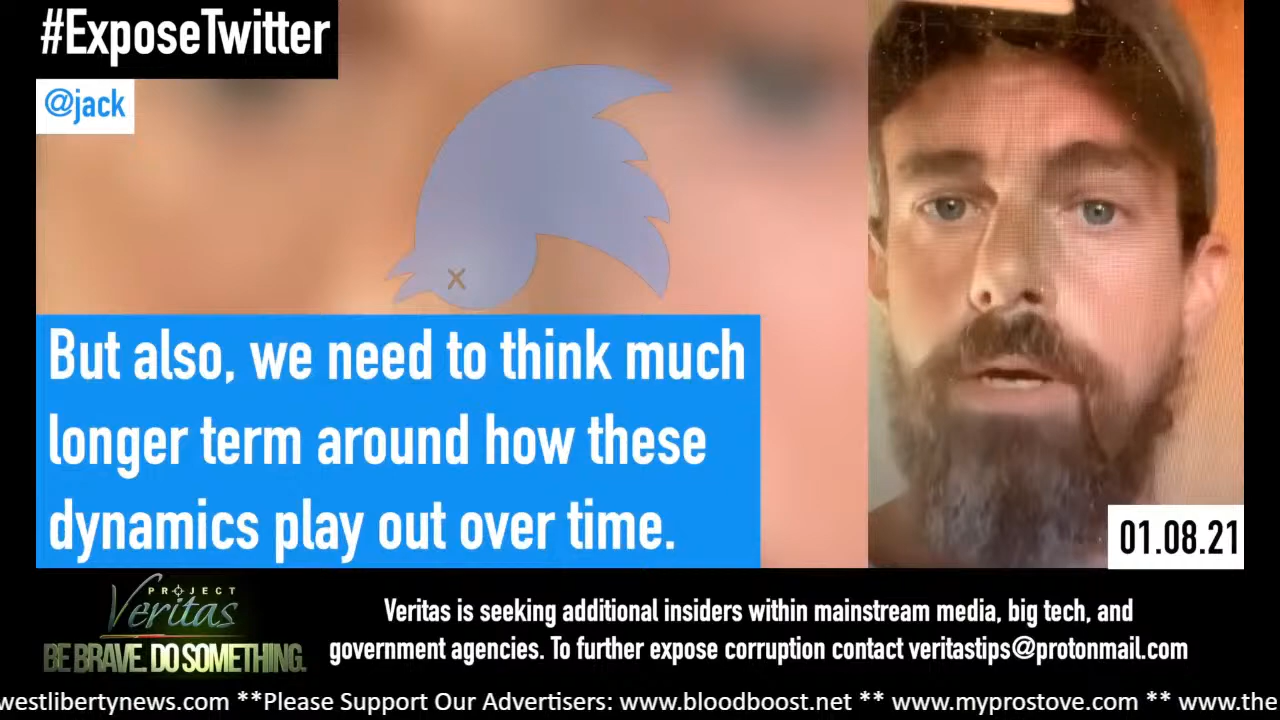 #ExposeTwitter
@jack
But also, we need to think much
longer term around how these
dynamics play out over time.
01.08.21
PROJECT
Veritas
BE BRAVE. DO SOMETHING.
Veritas is seeking additional insiders within mainstream media, big tech, and
government agencies. To further expose corruption contact veritastips@protonmail.com
westlibertynews.com **Please Support Our Advertisers: www.bloodboost.net ** www.myprostove.com ** www.the